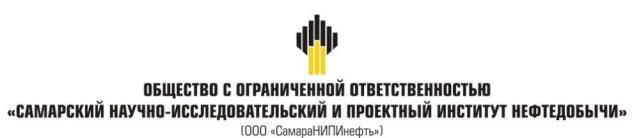 ОБЩЕСТВО С ОГРАНИЧЕННОЙ ОТВЕТСТВЕННОСТЬЮ
«САМАРСКИЙ НАУЧНО-ИССЛЕДОВАТЕЛЬСКИЙ И ПРОЕКТНЫЙ ИНСТИТУТ НЕФТЕДОБЫЧИ»
(ООО «СамараНИПИнефть»)